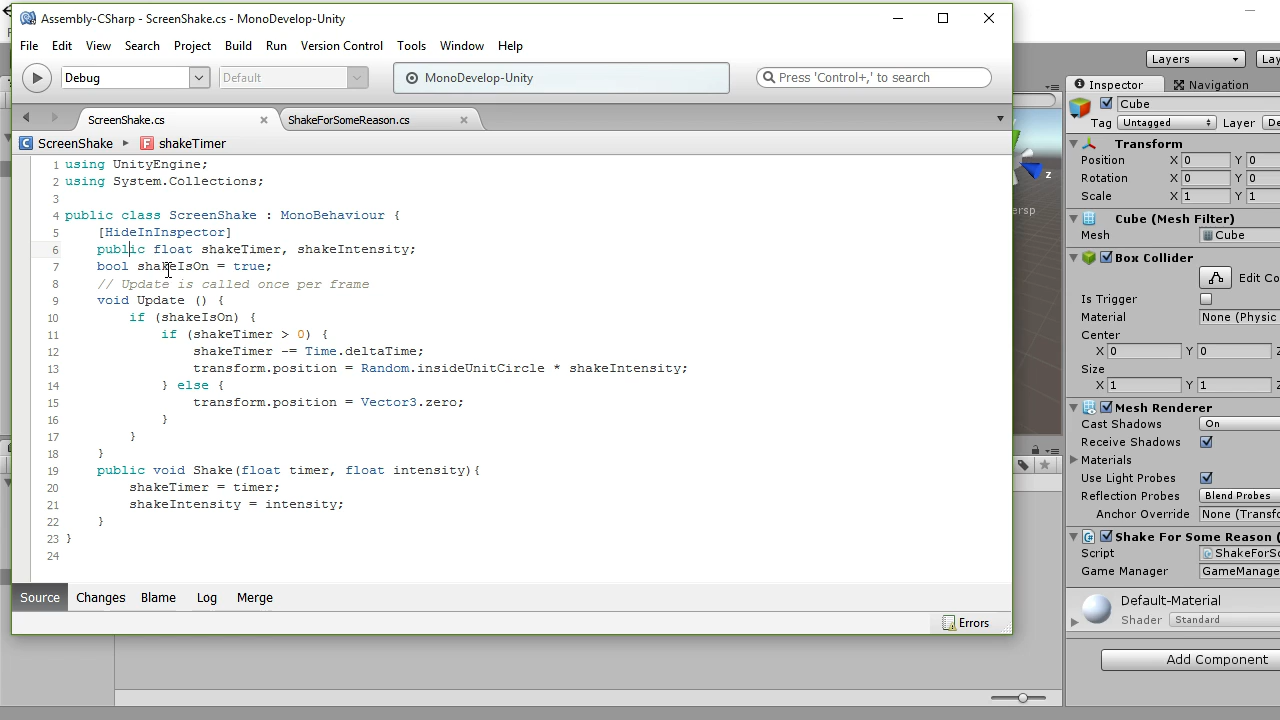 Assembly-CSharp - ScreenShake.cs - MonoDevelop-Unity
File Edit View Search Project Build Run Version Control Tools Window Help
Debug
Default
MonoDevelop-Unity
Press 'Control+,' to search
ScreenShake.cs
ShakeForSomeReason.cs
C ScreenShake
F shakeTimer
1 using UnityEngine;
2 using System.Collections;
3
4 public class ScreenShake : MonoBehaviour {
5 [HideInInspector]
6 public float shakeTimer, shakeIntensity;
7 bool shakeIsOn = true;
8 // Update is called once per frame
9 void Update () {
10 if (shakeIsOn) {
11 if (shakeTimer > 0) {
12 shakeTimer -= Time.deltaTime;
13 transform.position = Random.insideUnitCircle * shakeIntensity;
14 } else {
15 transform.position = Vector3.zero;
16 }
17 }
18 }
19 public void Shake(float timer, float intensity){
20 shakeTimer = timer;
21 shakeIntensity = intensity;
22 }
23 }
24
Source Changes Blame Log Merge
Errors
z
ersp
Layers
Inspector
Navigation
Cube
Tag Untagged Layer
Transform
Position X 0 Y 0
Rotation X 0 Y 0
Scale X 1 Y 1
Cube (Mesh Filter)
Mesh Cube
Box Collider
Edit Co
Is Trigger
Material None (Physic
Center
X 0 Y 0
Size
X 1 Y 1
Mesh Renderer
Cast Shadows On
Receive Shadows
Materials
Use Light Probes
Reflection Probes Blend Probes
Anchor Override None (Transfo
Shake For Some Reason (
Script ShakeForSo
Game Manager GameManage
Default-Material
Shader Standard
Add Component